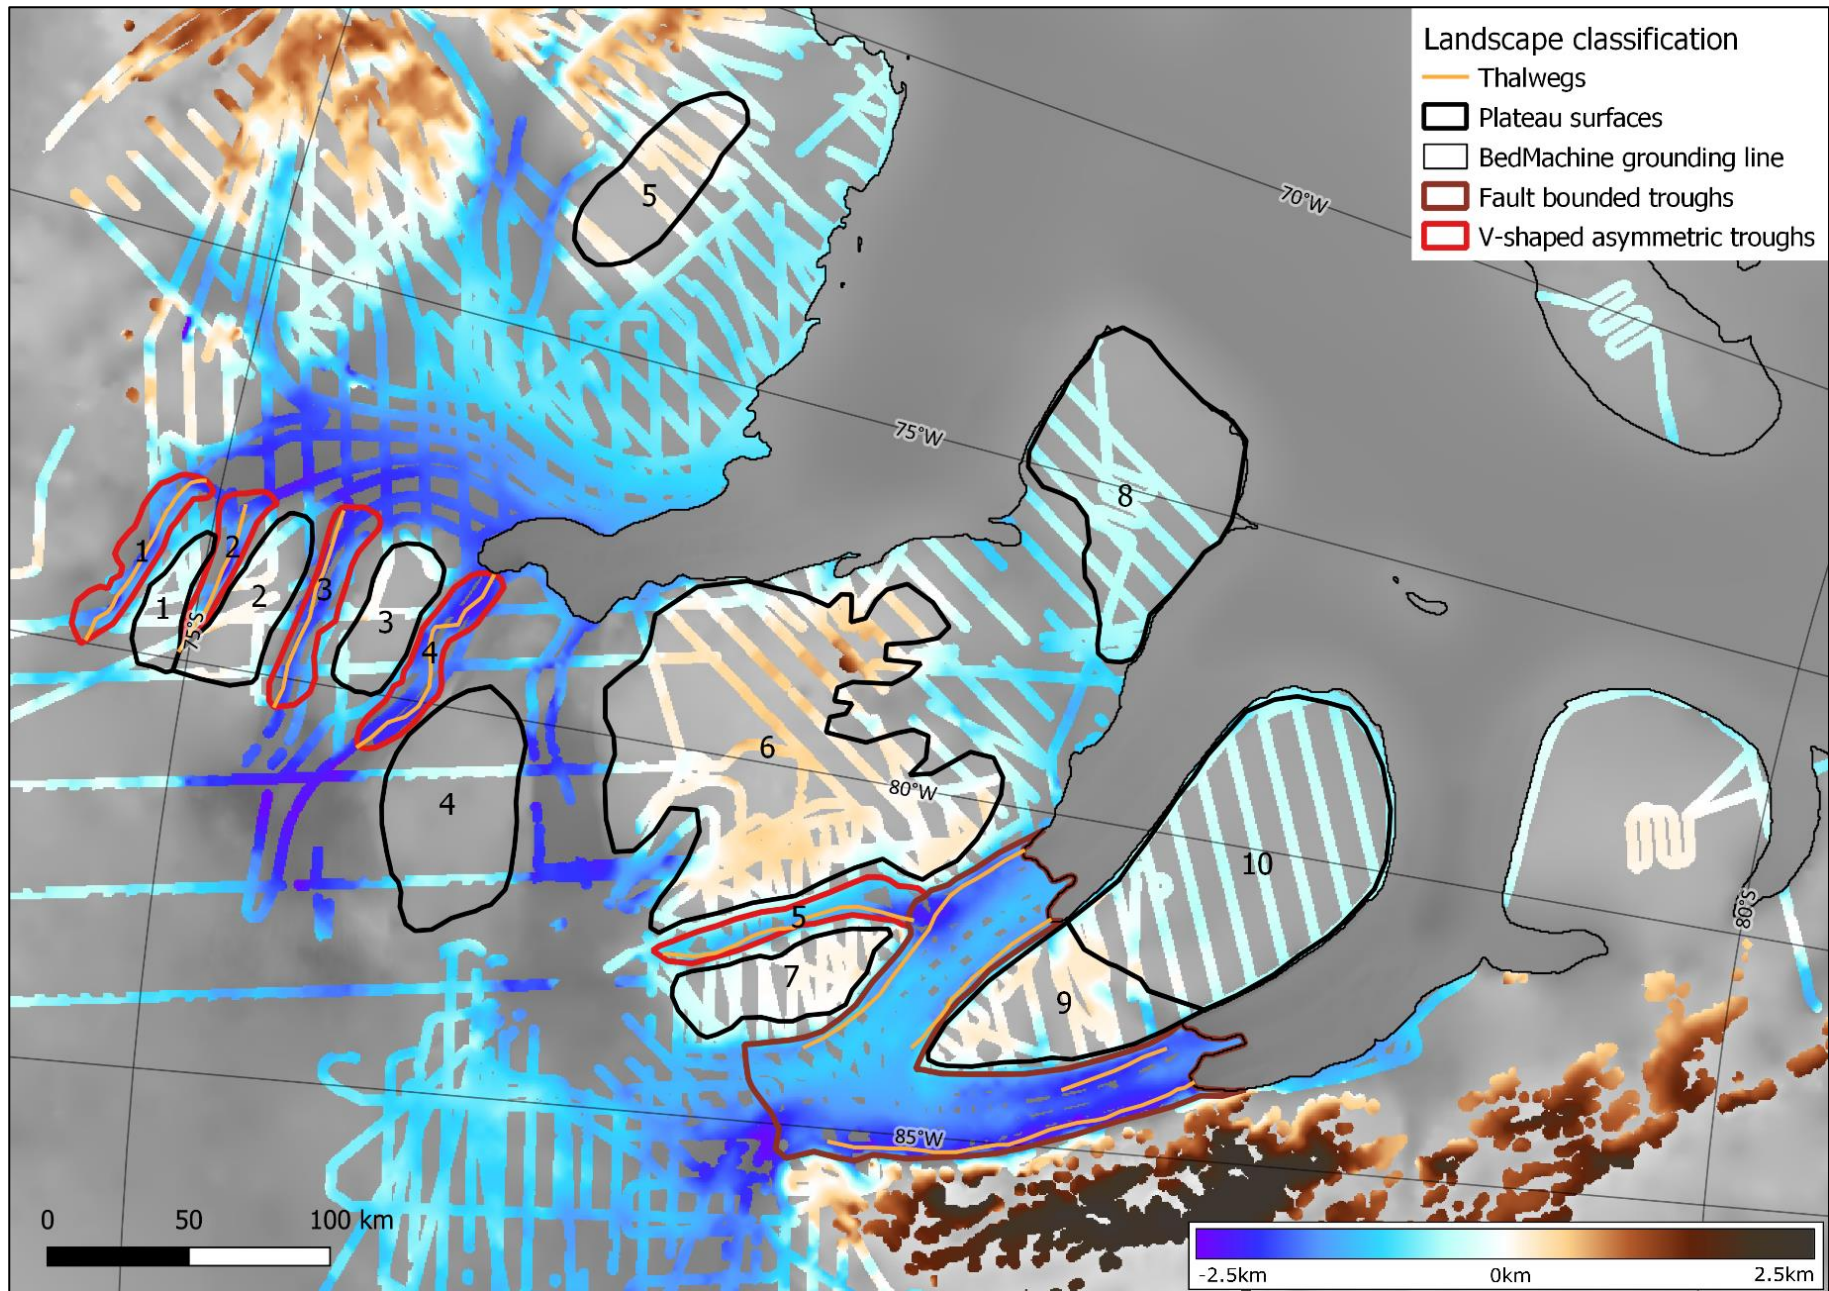 Landscape classification
Thalwegs
Plateau surfaces
BedMachine grounding line
Fault bounded troughs
V-shaped asymmetric troughs
5
70°W
75°W
8
1
2
3
1
2
3
4
75°S
6
80°W
4
10
5
7
9
80°S
85°W
0 50 100 km
-2.5km 0km 2.5km